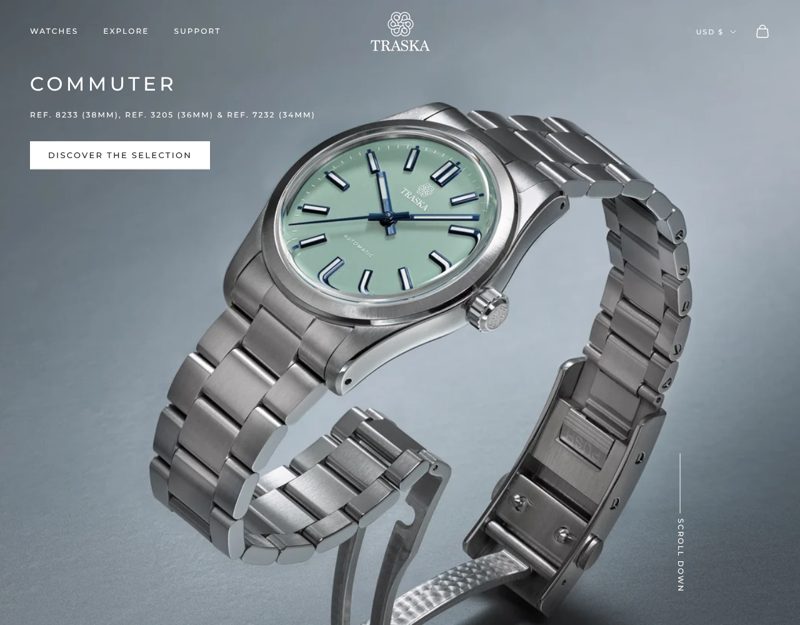 WATCHES
EXPLORE
SUPPORT
TRASKA
USD $
COMMUTER
REF. 8233 (38MM), REF. 3205 (36MM) & REF. 7232 (34MM)
DISCOVER THE SELECTION
TRASKA
AUTOMATIC
SCROLL DOWN